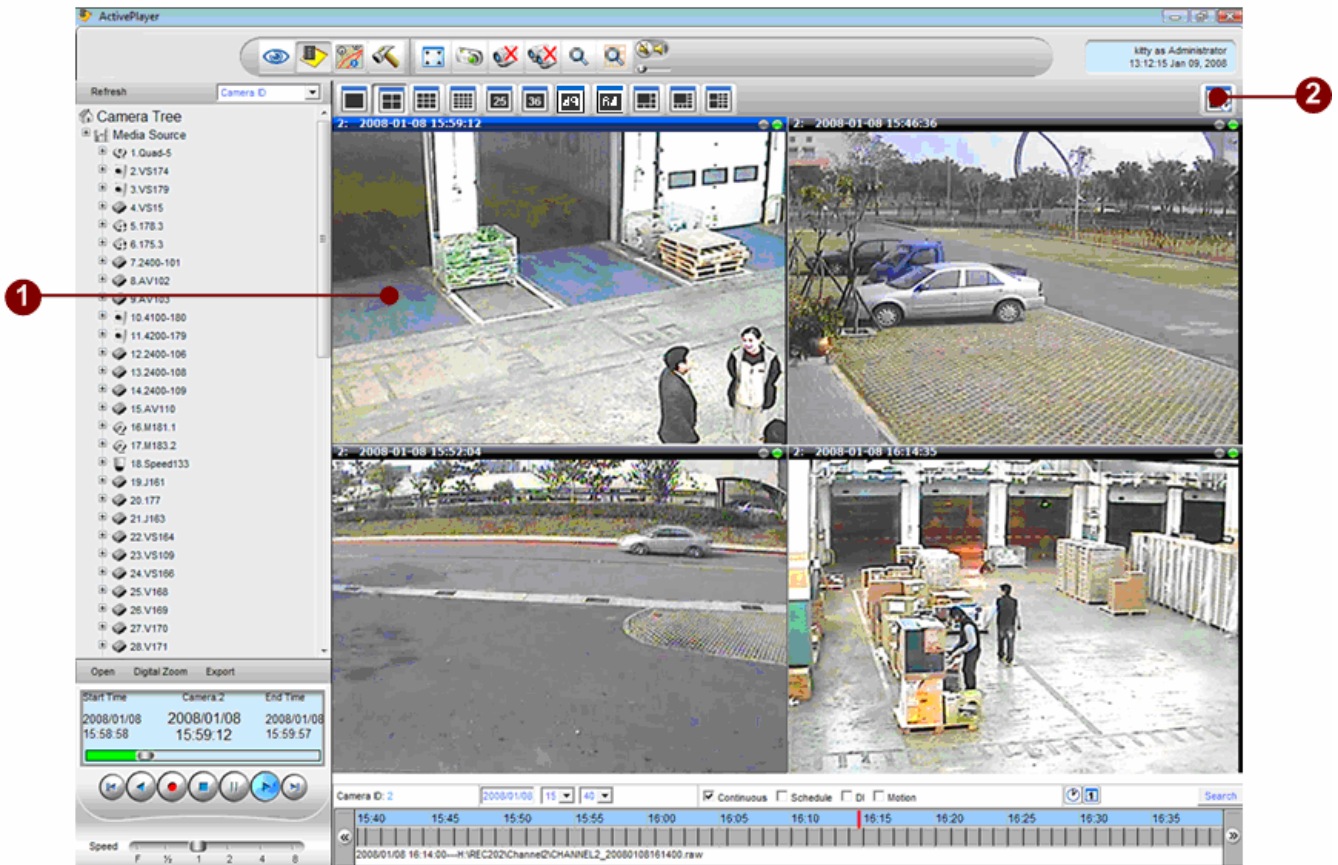 ActivePlayer
kitty as Administrator
13:12:15 Jan 09, 2008
Refresh
Camera ID
25
36
2
Camera Tree
Media Source
1.Quad-5
2.VS174
3.VS179
4.VS15
5.178.3
6.175.3
7.2400-101
8.AV102
9.AV103
10.4100-180
11.4200-179
12.2400-106
13.2400-108
14.2400-109
15.AV110
16.M181.1
17.M183.2
18.Speed133
19.J161
20.177
21.J163
22.VS164
23.VS109
24.VS166
25.V168
26.V169
27.V170
28.V171
1
2: 2008-01-08 15:59:12
2: 2008-01-08 15:46:36
2: 2008-01-08 15:52:04
2: 2008-01-08 16:14:35
Open Digital Zoom Export
Start Time Camera:2 End Time
2008/01/08 2008/01/08 2008/01/08
15:58:58 15:59:12 15:59:57
Speed
F ½ 1 2 4 8
Camera ID: 2 2008/01/08 15 40 Continuous Schedule DI Motion 1 Search
15:40 15:45 15:50 15:55 16:00 16:05 16:10 16:15 16:20 16:25 16:30 16:35
2008/01/08 16:14:00---H:\REC202\Channel2\CHANNEL2_20080108161400.raw